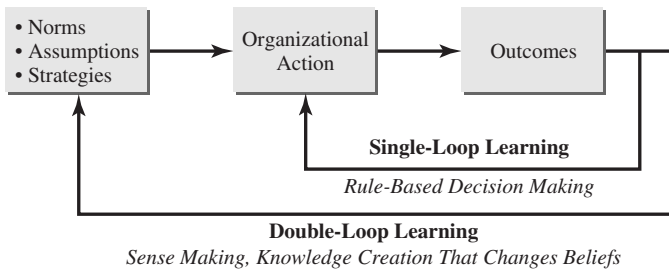 • Norms
• Assumptions
• Strategies
Organizational
Action
Outcomes
Single-Loop Learning
Rule-Based Decision Making
Double-Loop Learning
Sense Making, Knowledge Creation That Changes Beliefs